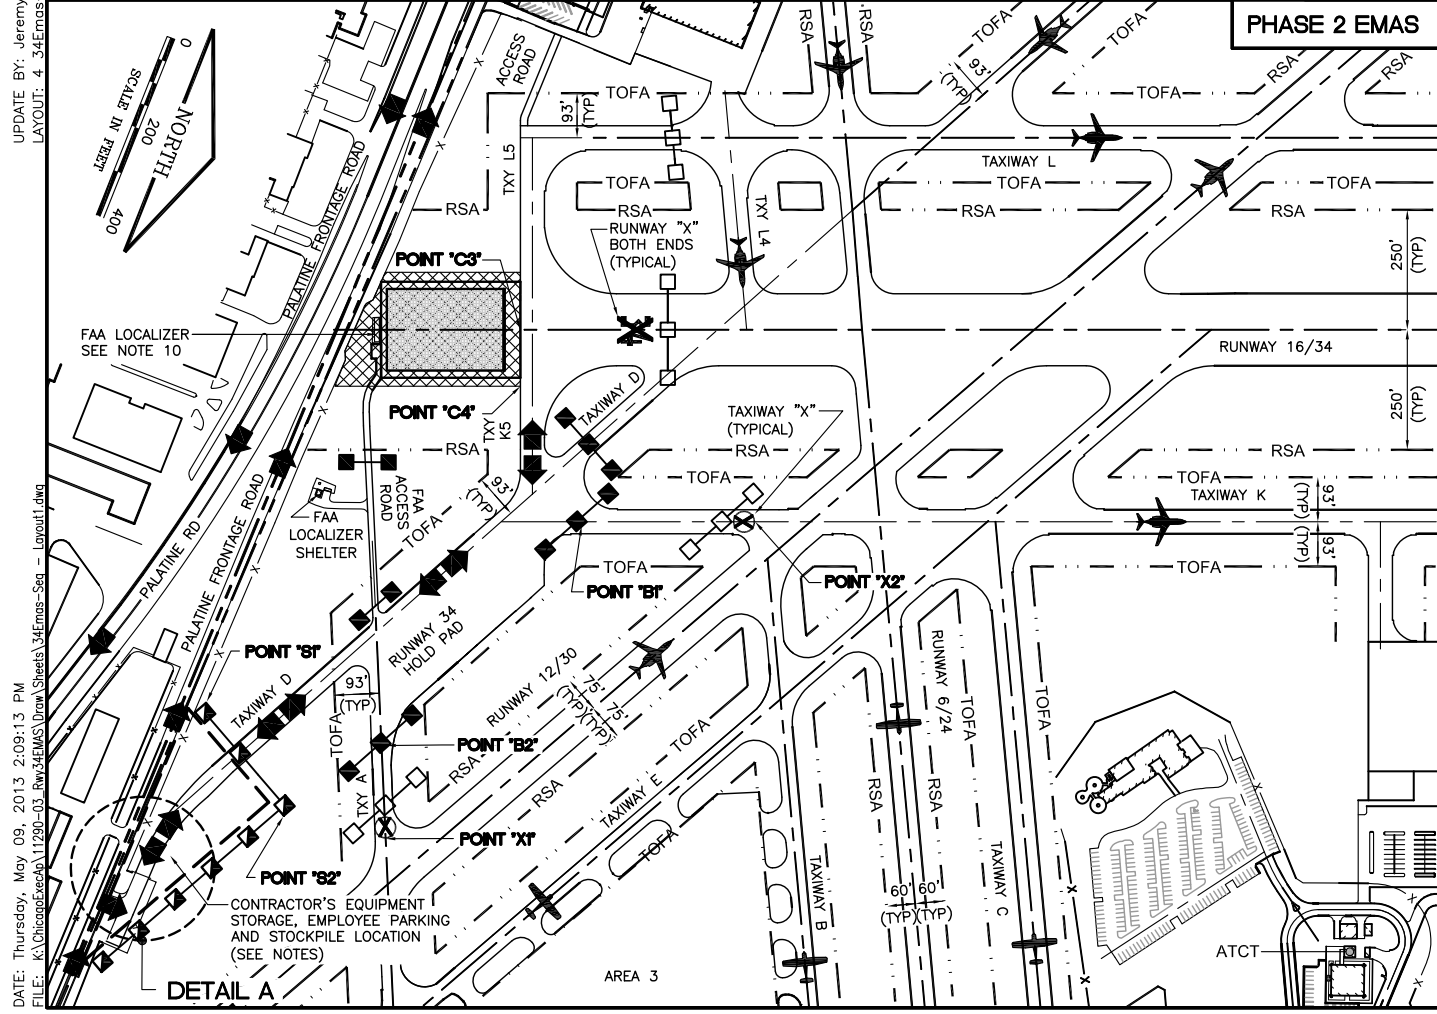 UPDATE BY: Jeremy
LAYOUT: 4 34Emas
PHASE 2 EMAS
0
200
400
SCALE IN FEET
NORTH
ACCESS
ROAD
RSA
RSA
TOFA
TOFA
RSA
RSA
93'
(TYP)
TOFA
93'
(TYP)
TOFA
TAXIWAY L
TXY L5
TOFA
TOFA
TOFA
RSA
RSA
RSA
RSA
TXY L4
RUNWAY "X"
BOTH ENDS
(TYPICAL)
POINT "C3"
PALATINE FRONTAGE ROAD
250'
(TYP)
FAA LOCALIZER
SEE NOTE 10
RUNWAY 16/34
POINT "C4"
TAXIWAY D
TAXIWAY "X"
(TYPICAL)
250'
(TYP)
TXY
K5
RSA
RSA
RSA
TOFA
TOFA
TAXIWAY K
93'
(TYP)
93'
(TYP)
93'
(TYP)
FAA
ACCESS
ROAD
TOFA
FAA
LOCALIZER
SHELTER
PALATINE RD
PALATINE FRONTAGE ROAD
TOFA
TOFA
POINT "B1"
POINT "X2"
POINT "S1"
RUNWAY 34
HOLD PAD
TAXIWAY D
93'
(TYP)
TOFA
RUNWAY 12/30
75'
(TYP)
75'
(TYP)
RUNWAY 6/24
TOFA
TOFA
TOFA
POINT "B2"
RSA
RSA
TXY A
TAXIWAY E
TOFA
RSA
RSA
POINT "X1"
POINT "S2"
TAXIWAY B
TAXIWAY C
60'
(TYP)
60'
(TYP)
CONTRACTOR'S EQUIPMENT
STORAGE, EMPLOYEE PARKING
AND STOCKPILE LOCATION
(SEE NOTES)
DETAIL A
AREA 3
ATCT
DATE: Thursday, May 09, 2013 2:09:13 PM
FILE: K:\ChicagoExecAp\11290-03_Rwy34EMAS\Draw\Sheets\34Emas-Seq - Layout1.dwg